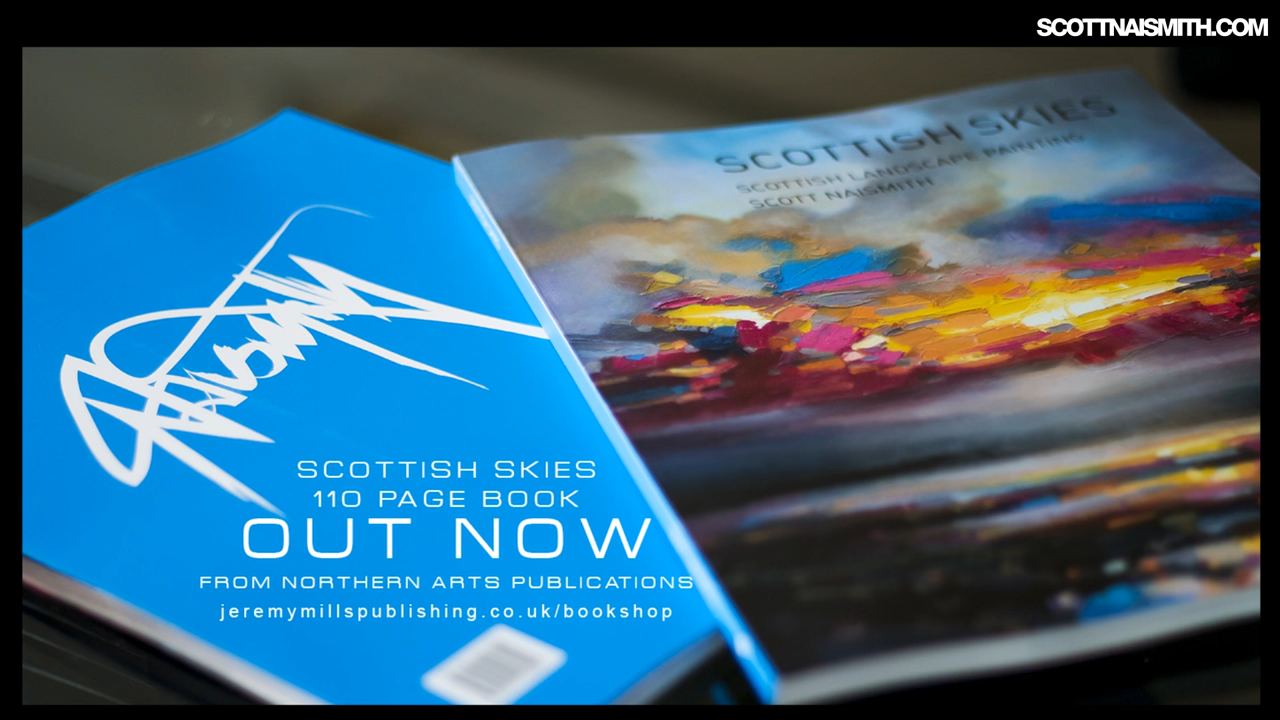 SCOTTNAISMITH.COM
SCOTTISH SKIES
SCOTTISH LANDSCAPE PAINTING
SCOTT NAISMITH
SCOTTISH SKIES
110 PAGE BOOK
OUT NOW
FROM NORTHERN ARTS PUBLICATIONS
jeremymillspublishing.co.uk/bookshop